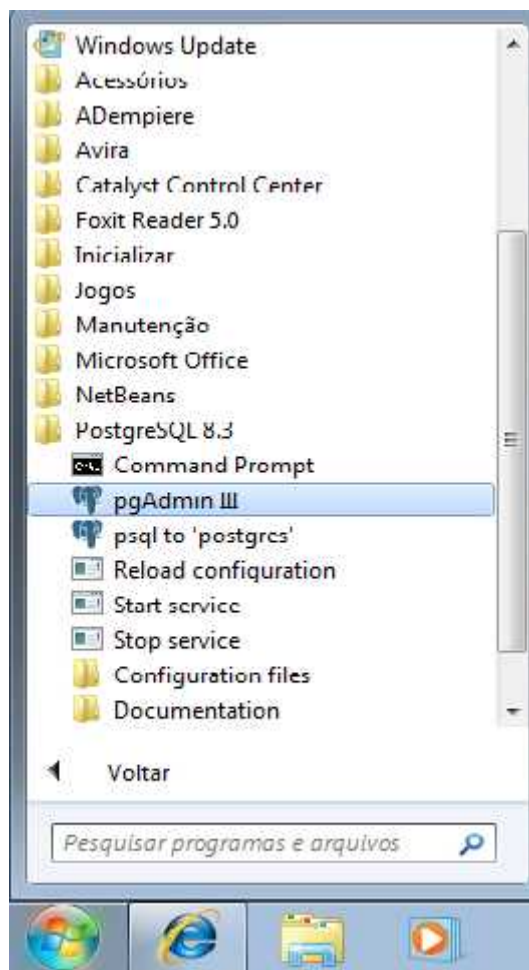 Windows Update
Acessórios
ADempiere
Avira
Catalyst Control Center
Foxit Reader 5.0
Inicializar
Jogos
Manutenção
Microsoft Office
NetBeans
PostgreSQL 8.3
Command Prompt
pgAdmin III
psql to 'postgres'
Reload configuration
Start service
Stop service
Configuration files
Documentation
Voltar
Pesquisar programas e arquivos